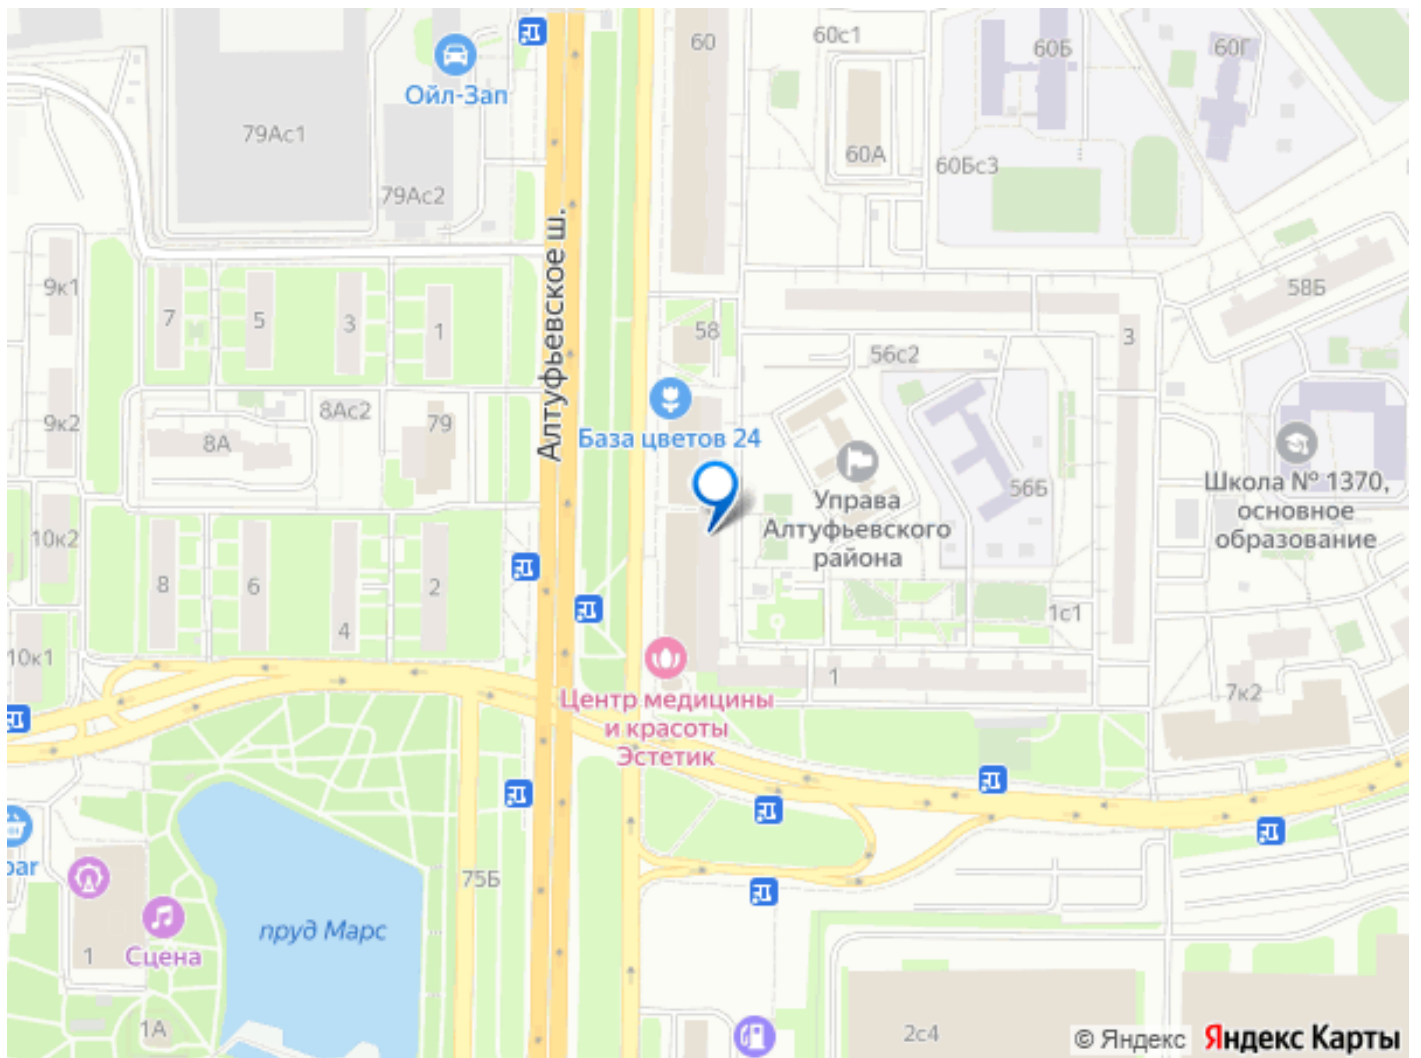 60
60с1
60Б
60Г
Ойл-Зап
79Ас1
60А
60Бс3
79Ас2
Алтуфьевское ш.
9к1
58Б
7
5
3
1
58
3
56с2
8Ас2
9к2
79
8А
База цветов 24
Школа № 1370,
основное
образование
56Б
Управа
Алтуфьевского
района
10к2
8
6
2
4
1с1
10к1
1
7к2
Центр медицины
и красоты
Эстетик
bar
75Б
пруд Марс
Сцена
1
1А
2с4
© Яндекс Яндекс Карты